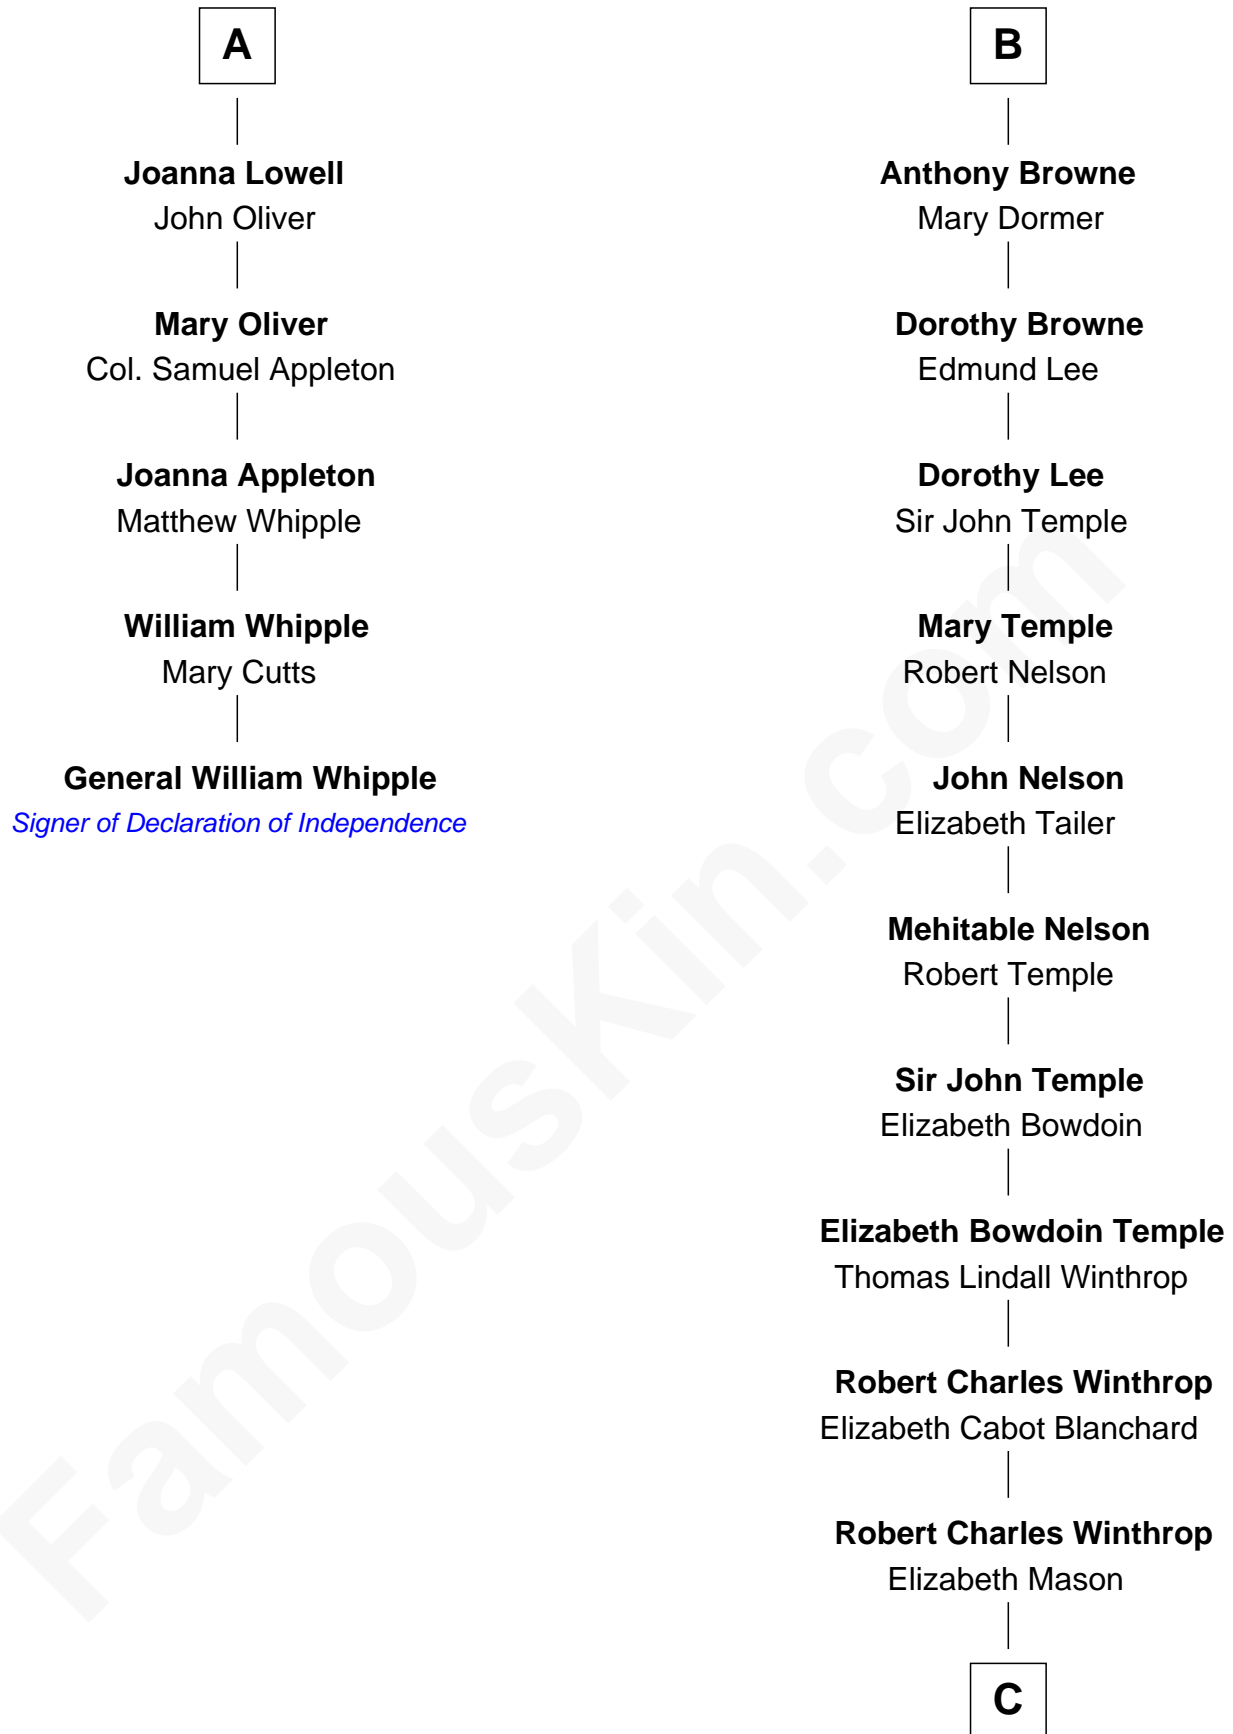 A
Joanna Lowell
John Oliver
Mary Oliver
Col. Samuel Appleton
Joanna Appleton
Matthew Whipple
William Whipple
Mary Cutts
General William Whipple
Signer of Declaration of Independence
B
Anthony Browne
Mary Dormer
Dorothy Browne
Edmund Lee
Dorothy Lee
Sir John Temple
Mary Temple
Robert Nelson
John Nelson
Elizabeth Tailer
Mehitable Nelson
Robert Temple
Sir John Temple
Elizabeth Bowdoin
Elizabeth Bowdoin Temple
Thomas Lindall Winthrop
Robert Charles Winthrop
Elizabeth Cabot Blanchard
Robert Charles Winthrop
Elizabeth Mason
C
FamousKin.com